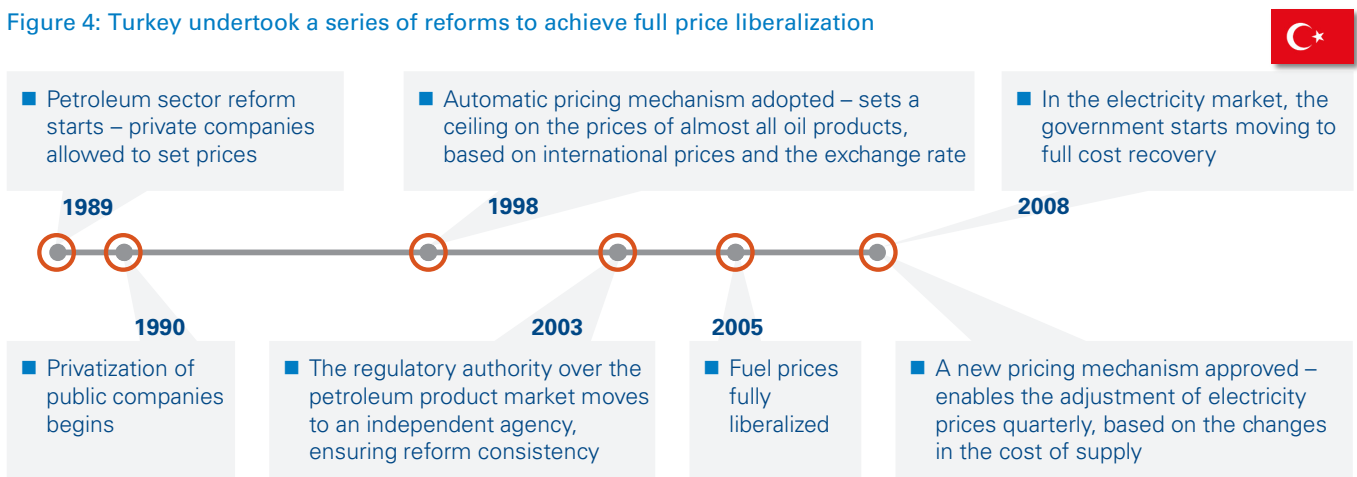 Figure 4: Turkey undertook a series of reforms to achieve full price liberalization
■ Petroleum sector reform
starts – private companies
allowed to set prices
■ Automatic pricing mechanism adopted – sets a
ceiling on the prices of almost all oil products,
based on international prices and the exchange rate
■ In the electricity market, the
government starts moving to
full cost recovery
1989
1998
2008
1990
2003
2005
■ Privatization of
public companies
begins
■ The regulatory authority over the
petroleum product market moves
to an independent agency,
ensuring reform consistency
■ Fuel prices
fully
liberalized
■ A new pricing mechanism approved –
enables the adjustment of electricity
prices quarterly, based on the changes
in the cost of supply